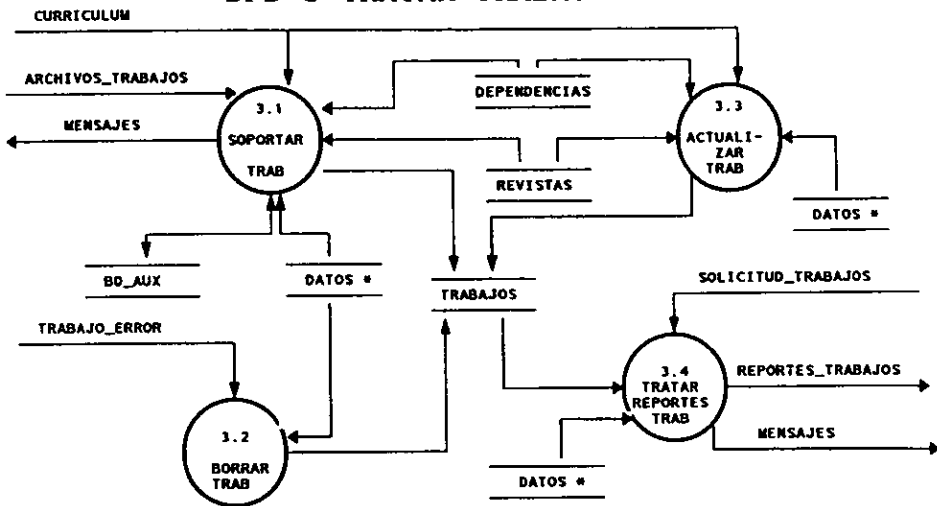 CURRICULUM
ARCHIVOS_TRABAJOS
MENSAJES
3.1
SOPORTAR
TRAB
DEPENDENCIAS
REVISTAS
3.3
ACTUALI-
ZAR
TRAB
DATOS *
BD_AUX
DATOS *
TRABAJOS
SOLICITUD_TRABAJOS
TRABAJO_ERROR
3.2
BORRAR
TRAB
3.4
TRATAR
REPORTES
TRAB
REPORTES_TRABAJOS
MENSAJES
DATOS *